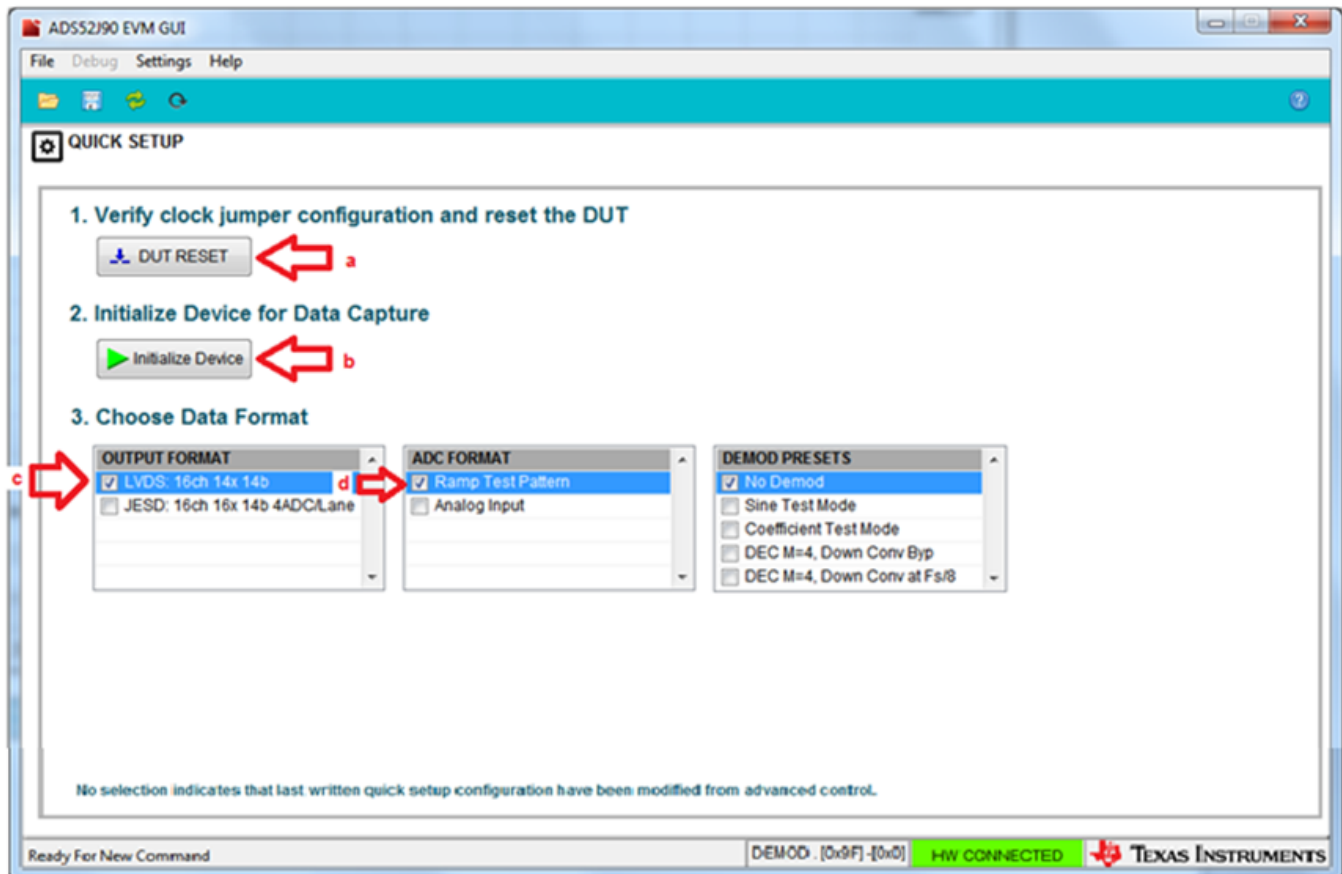 ADS52J90 EVM GUI
File Debug Settings Help
QUICK SETUP
1. Verify clock jumper configuration and reset the DUT
DUT RESET a
2. Initialize Device for Data Capture
Initialize Device b
3. Choose Data Format
OUTPUT FORMAT ADC FORMAT DEMOD PRESETS
c LVDS: 16ch 14x 14b d Ramp Test Pattern No Demod
JESD: 16ch 16x 14b 4ADC/Lane Analog Input Sine Test Mode
Coefficient Test Mode
DEC M=4, Down Conv Byp
DEC M=4, Down Conv at Fs/8
No selection indicates that last written quick setup configuration have been modified from advanced control.
Ready For New Command DEMOD . [0x9F] -[0x0] HW CONNECTED TEXAS INSTRUMENTS